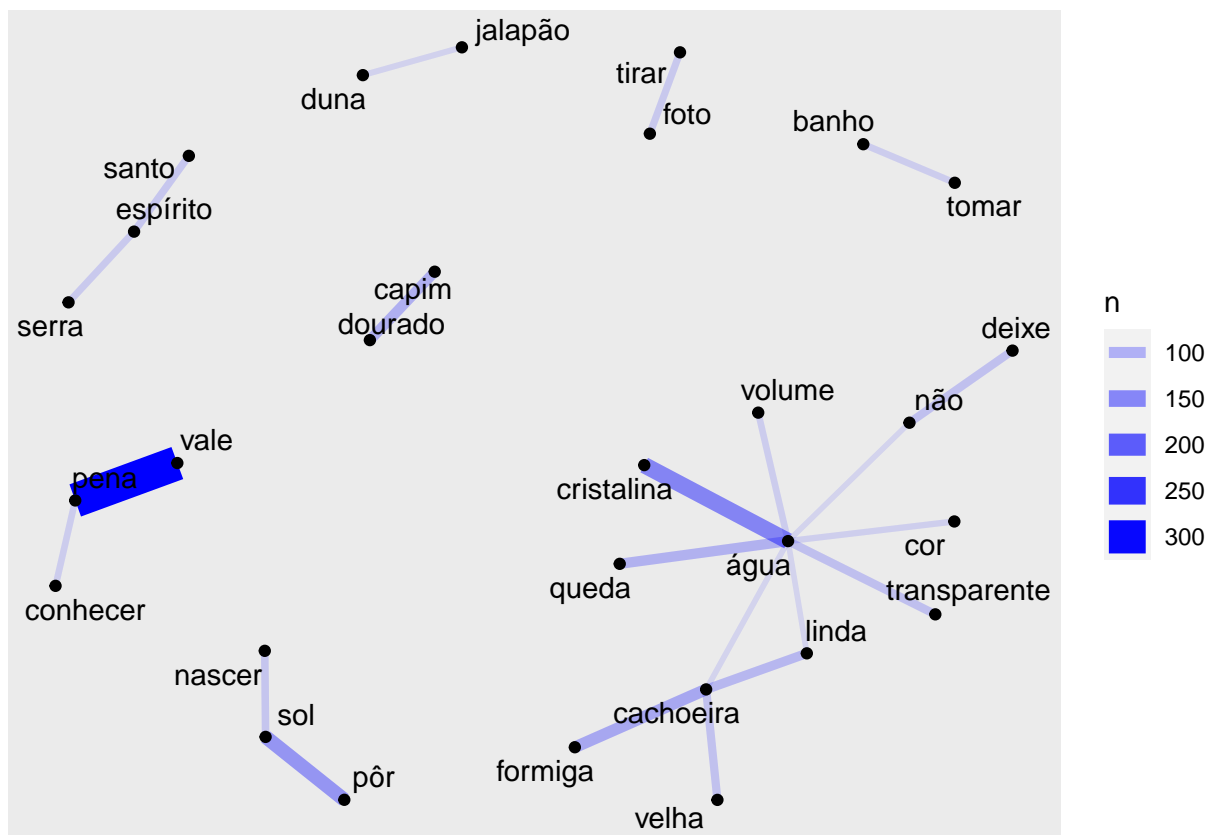 jalapão
duna
tirar
foto
banho
tomar
santo
espírito
serra
capim
dourado
n
100
150
200
250
300
deixe
não
volume
vale
pena
cristalina
cor
água
queda
transparente
conhecer
linda
nascer
sol
cachoeira
pôr
formiga
velha